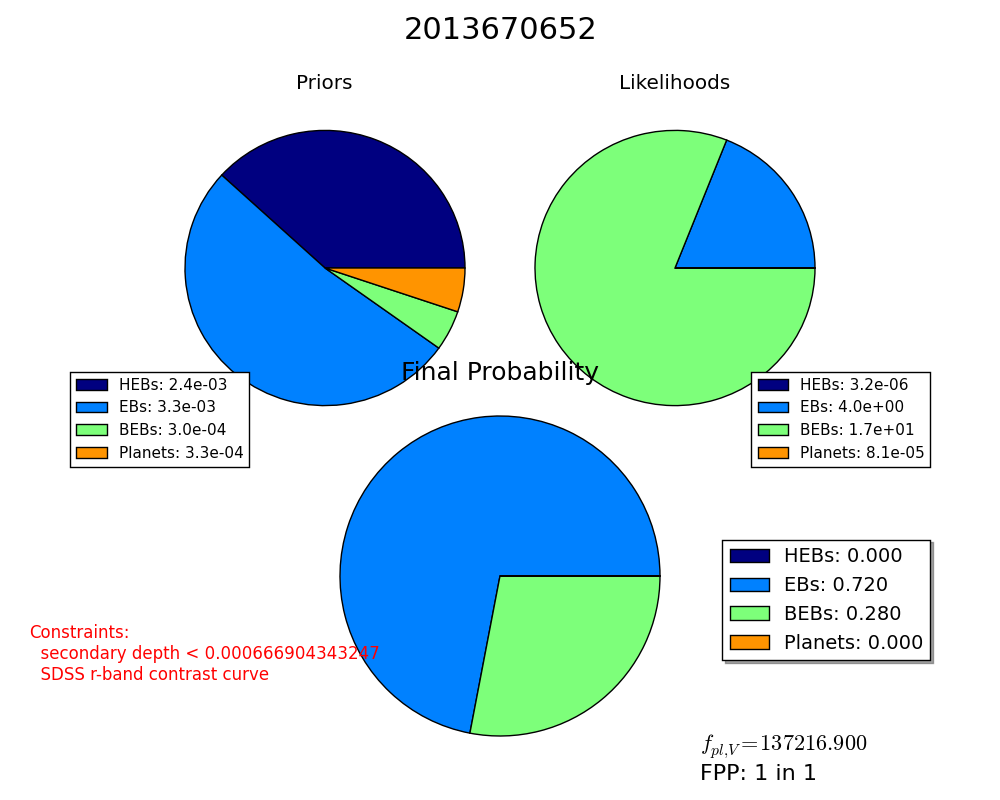 2013670652
Priors
Likelihoods
HEBs: 2.4e-03
EBs: 3.3e-03
BEBs: 3.0e-04
Planets: 3.3e-04
HEBs: 3.2e-06
EBs: 4.0e+00
BEBs: 1.7e+01
Planets: 8.1e-05
Final Probability
HEBs: 0.000
EBs: 0.720
BEBs: 0.280
Planets: 0.000
Constraints:
secondary depth < 0.000666904343247
SDSS r-band contrast curve
f_{pl,V} = 137216.900
FPP: 1 in 1